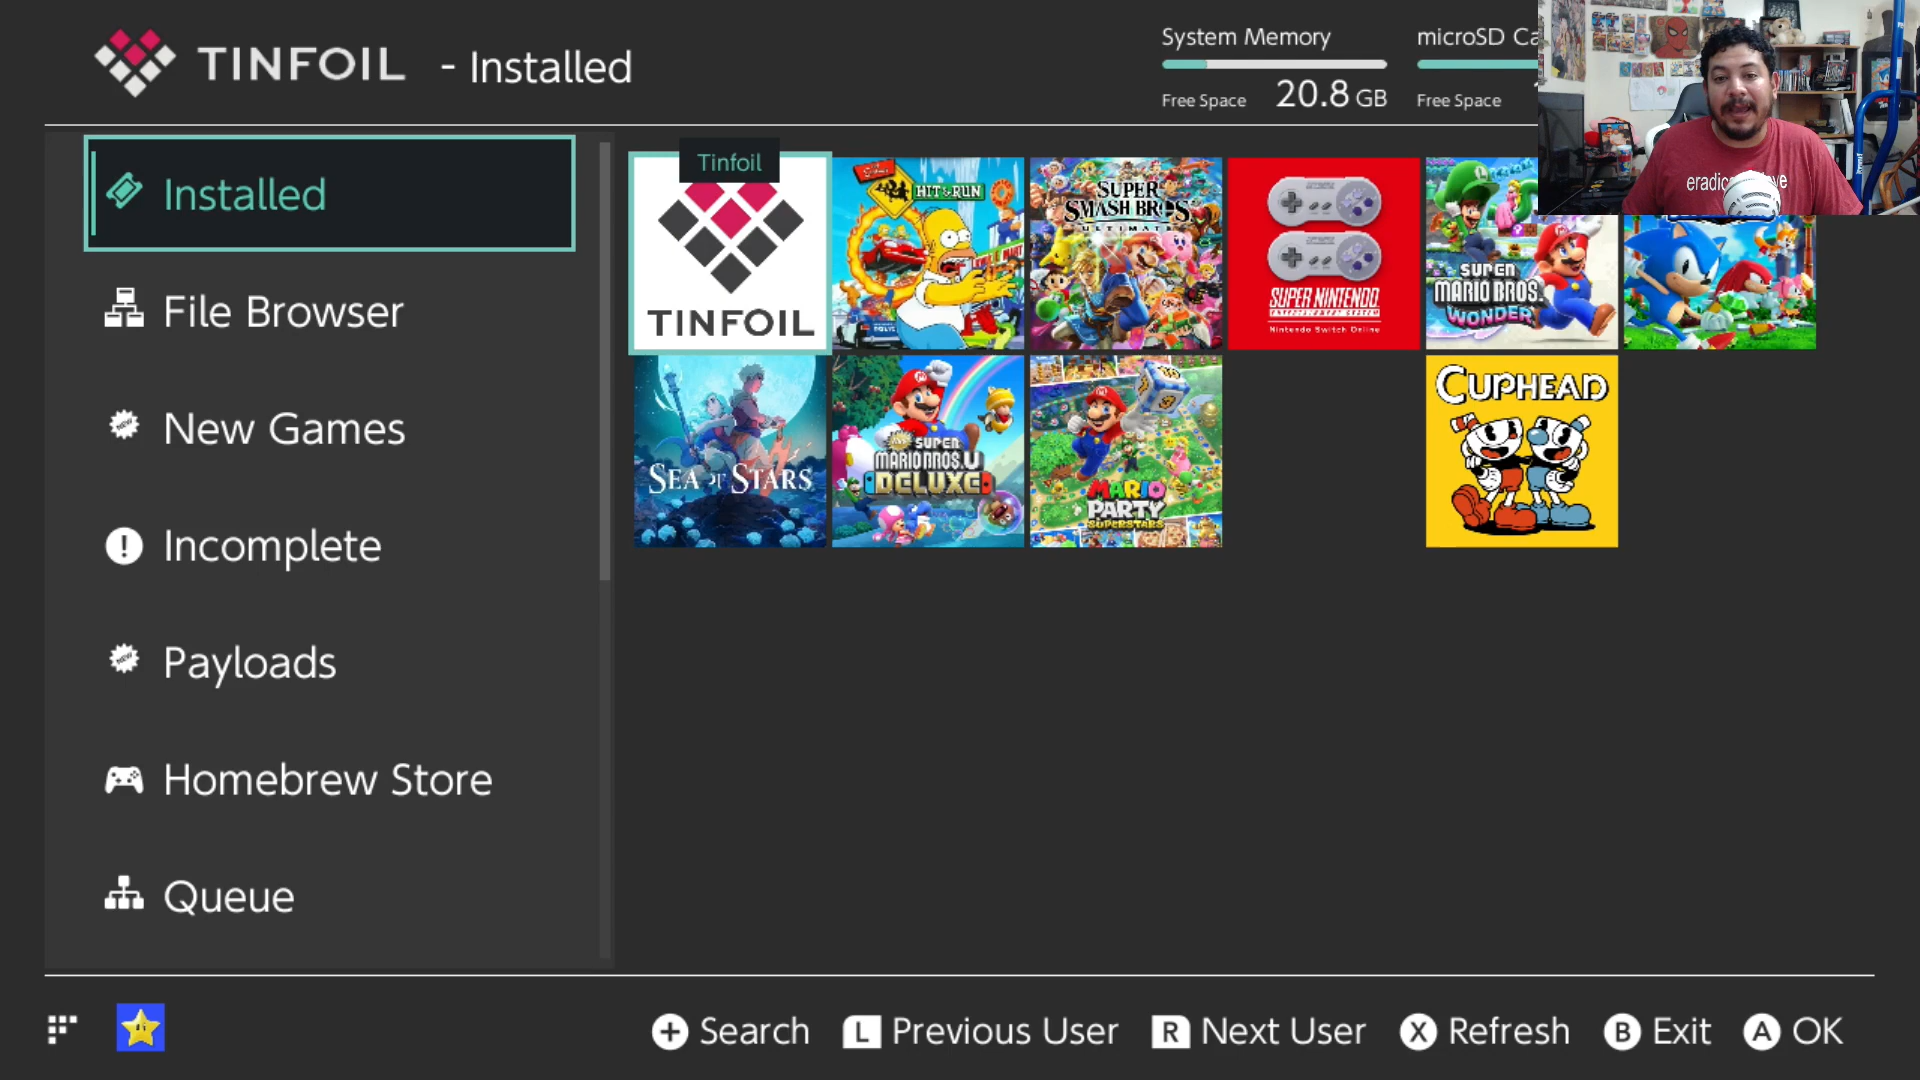 TINFOIL - Installed
System Memory
Free Space 20.8 GB
microSD Ca
Free Space
Installed
File Browser
New Games
Incomplete
Payloads
Homebrew Store
Queue
Tinfoil
TINFOIL
HIT & RUN
SUPER
SMASH BROS.
ULTIMATE
SUPER NINTENDO
ENTERTAINMENT SYSTEM
Nintendo Switch Online
SUPER
MARIO BROS.
WONDER
SEA OF STARS
NEW SUPER
MARIO BROS. U
DELUXE
MARIO
PARTY
SUPERSTARS
CUPHEAD
+ Search
L Previous User
R Next User
X Refresh
B Exit
A OK